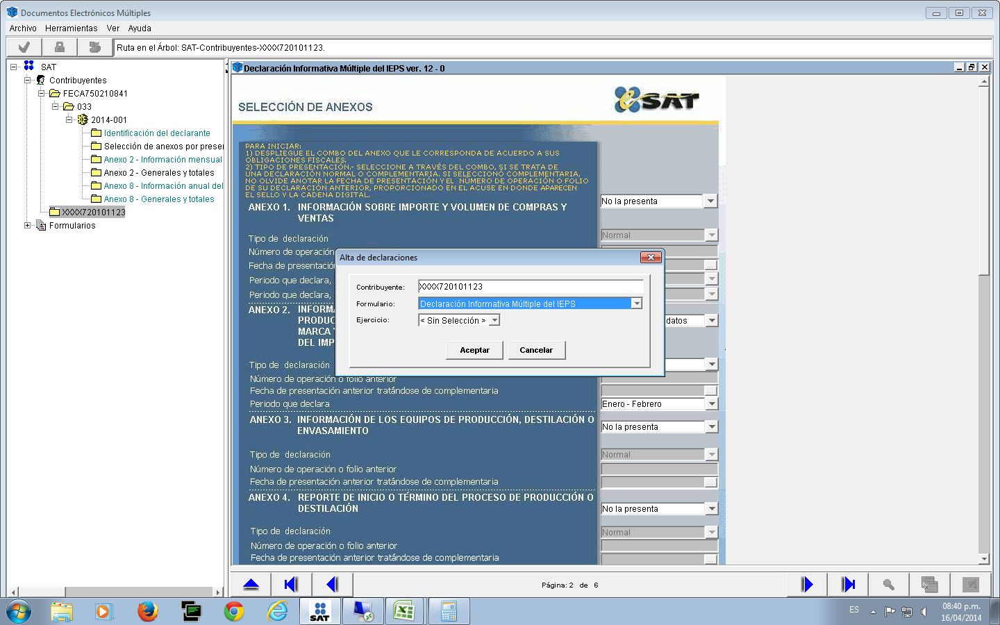 Documentos Electrónicos Múltiples
Archivo Herramientas Ver Ayuda
Ruta en el Árbol: SAT-Contribuyentes-XXXX720101123.
SAT
Contribuyentes
FECA750210841
033
2014-001
Identificación del declarante
Selección de anexos por preser
Anexo 2 - Información mensual
Anexo 2 - Generales y totales
Anexo 8 - Información anual del
Anexo 8 - Generales y totales
XXXX720101123
Formularios
Declaración Informativa Múltiple del IEPS ver. 12 - 0
SELECCIÓN DE ANEXOS
eSAT
PARA INICIAR:
1) DESPLIEGUE EL COMBO DEL ANEXO QUE LE CORRESPONDA DE ACUERDO A SUS
OBLIGACIONES FISCALES.
2) TIPO DE PRESENTACIÓN.- SELECCIONE A TRAVÉS DEL COMBO, SI SE TRATA DE
UNA DECLARACIÓN NORMAL O COMPLEMENTARIA. SI SELECCIONÓ COMPLEMENTARIA,
NO OLVIDE ANOTAR LA FECHA DE PRESENTACIÓN Y EL NÚMERO DE OPERACIÓN O FOLIO
DE SU DECLARACIÓN ANTERIOR, PROPORCIONADO EN EL ACUSE EN DONDE APARECEN
EL SELLO Y LA CADENA DIGITAL.
ANEXO 1. INFORMACIÓN SOBRE IMPORTE Y VOLUMEN DE COMPRAS Y
VENTAS
No la presenta
Tipo de declaración
Normal
Número de operación
Fecha de presentació
...
Periodo que declara,
Periodo que declara,
ANEXO 2. INFORMA
PRODUC
MARCA Y
DEL IMP
datos
Tipo de declaración
Número de operación o folio anterior
Fecha de presentación anterior tratándose de complementaria
...
Periodo que declara
Enero - Febrero
ANEXO 3. INFORMACIÓN DE LOS EQUIPOS DE PRODUCCIÓN, DESTILACIÓN O
ENVASAMIENTO
No la presenta
Tipo de declaración
Normal
Número de operación o folio anterior
Fecha de presentación anterior tratándose de complementaria
...
ANEXO 4. REPORTE DE INICIO O TÉRMINO DEL PROCESO DE PRODUCCIÓN O
DESTILACIÓN
No la presenta
Tipo de declaración
Normal
Número de operación o folio anterior
Fecha de presentación anterior tratándose de complementaria
...
Alta de declaraciones
Contribuyente: XXXX720101123
Formulario: Declaración Informativa Múltiple del IEPS
Ejercicio: < Sin Selección >
Aceptar Cancelar
Página: 2 de 6
SAT
ES
08:40 p.m.
16/04/2014